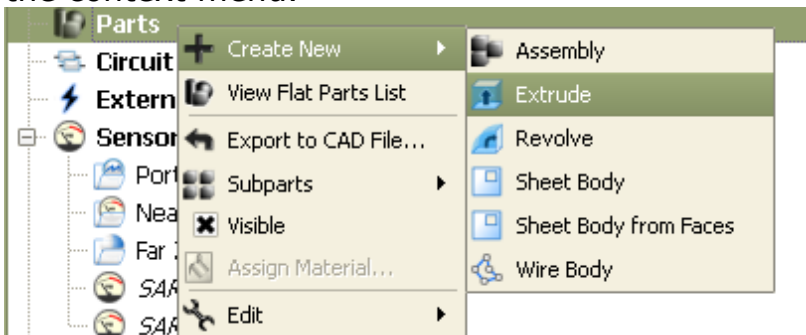 the context menu.
Parts
Circuit
Extern
Sensor
Port
Nea
Far
SAR
SAR
Create New
View Flat Parts List
Export to CAD File...
Subparts
Visible
Assign Material...
Edit
Assembly
Extrude
Revolve
Sheet Body
Sheet Body from Faces
Wire Body